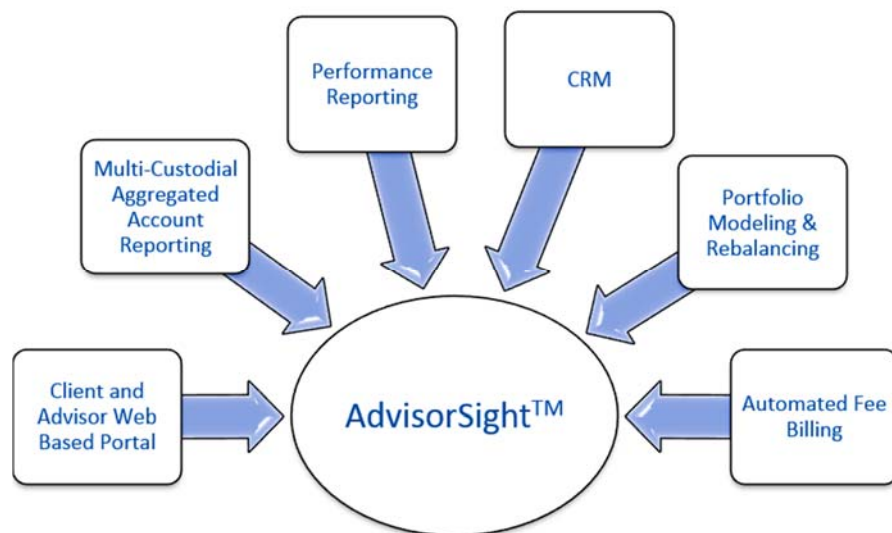 Performance
Reporting
CRM
Multi-Custodial
Aggregated
Account
Reporting
Portfolio
Modeling &
Rebalancing
Client and
Advisor Web
Based Portal
AdvisorSight™
Automated Fee
Billing